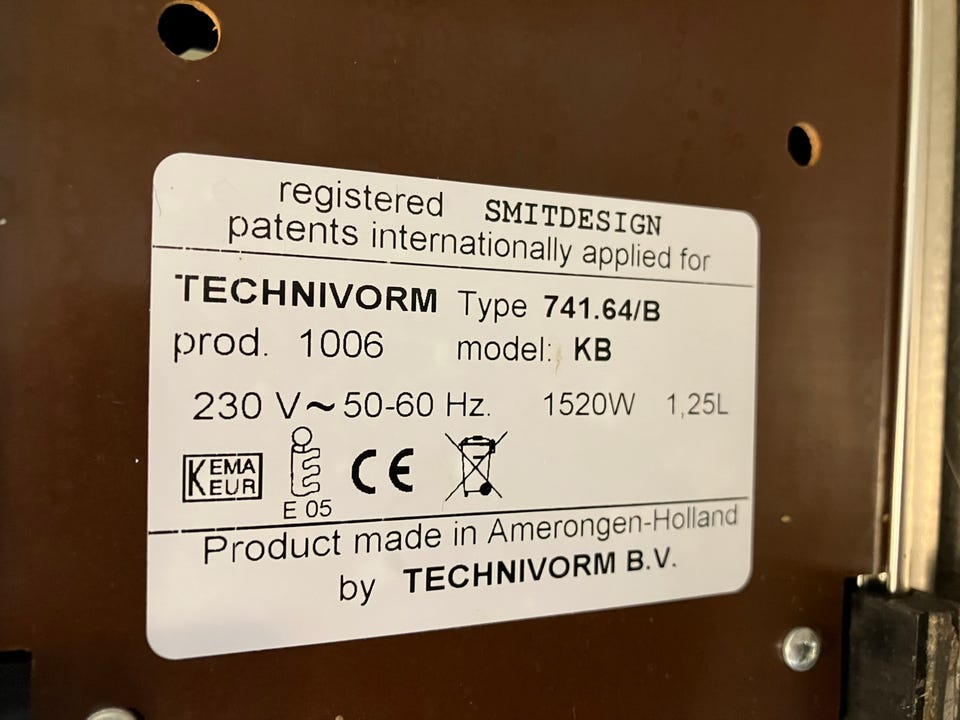 registered SMITDESIGN
patents internationally applied for
TECHNIVORM Type 741.64/B
prod. 1006 model: KB
230 V~50-60 Hz. 1520W 1,25L
KEMA KEUR
E 05
CE
Product made in Amerongen-Holland
by TECHNIVORM B.V.